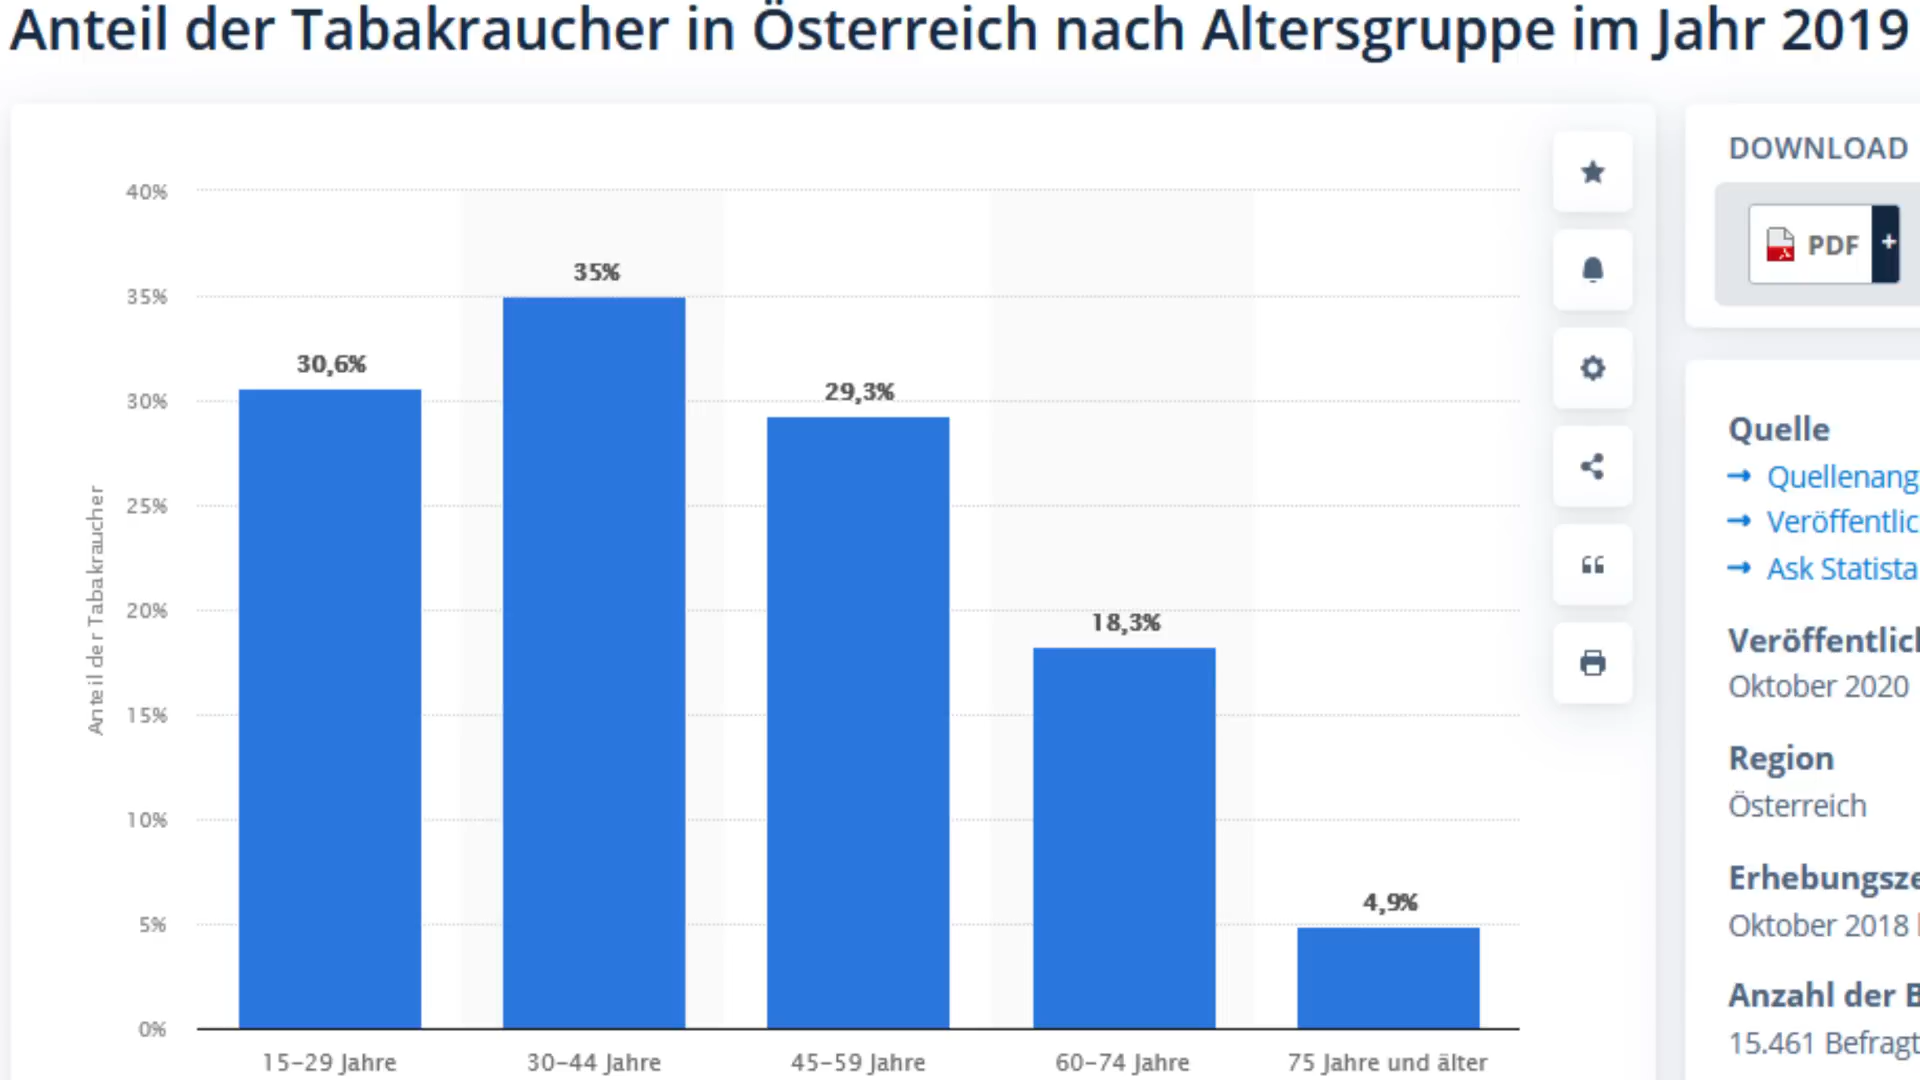 Anteil der Tabakraucher in Österreich nach Altersgruppe im Jahr 2019
40%
35%
30%
25%
20%
15%
10%
5%
0%
Anteil der Tabakraucher
30,6%
35%
29,3%
18,3%
4,9%
15-29 Jahre
30-44 Jahre
45-59 Jahre
60-74 Jahre
75 Jahre und älter
DOWNLOAD
PDF +
Quelle
→ Quellenang
→ Veröffentlic
→ Ask Statista
Veröffentlich
Oktober 2020
Region
Österreich
Erhebungsze
Oktober 2018
Anzahl der B
15.461 Befragt